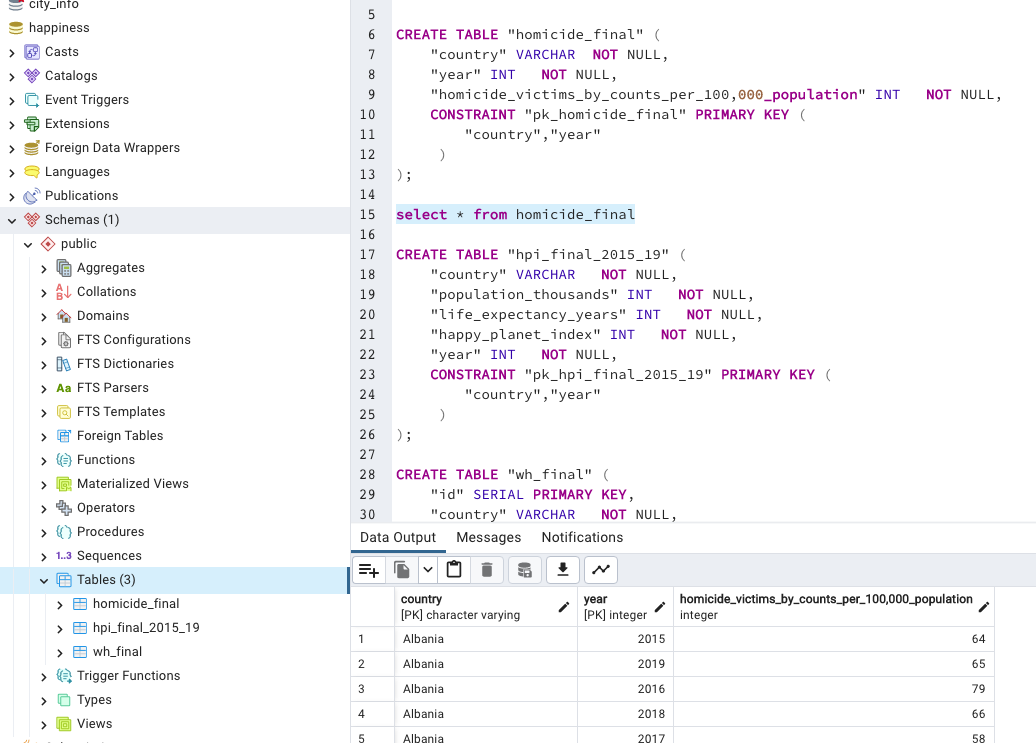 city_info
happiness
Casts
Catalogs
Event Triggers
Extensions
Foreign Data Wrappers
Languages
Publications
Schemas (1)
public
Aggregates
Collations
Domains
FTS Configurations
FTS Dictionaries
Aa FTS Parsers
FTS Templates
Foreign Tables
Functions
Materialized Views
Operators
Procedures
1..3 Sequences
Tables (3)
homicide_final
hpi_final_2015_19
wh_final
Trigger Functions
Types
Views
5
6 CREATE TABLE "homicide_final" (
7 "country" VARCHAR NOT NULL,
8 "year" INT NOT NULL,
9 "homicide_victims_by_counts_per_100,000_population" INT NOT NULL,
10 CONSTRAINT "pk_homicide_final" PRIMARY KEY (
11 "country","year"
12 )
13 );
14
15 select * from homicide_final
16
17 CREATE TABLE "hpi_final_2015_19" (
18 "country" VARCHAR NOT NULL,
19 "population_thousands" INT NOT NULL,
20 "life_expectancy_years" INT NOT NULL,
21 "happy_planet_index" INT NOT NULL,
22 "year" INT NOT NULL,
23 CONSTRAINT "pk_hpi_final_2015_19" PRIMARY KEY (
24 "country","year"
25 )
26 );
27
28 CREATE TABLE "wh_final" (
29 "id" SERIAL PRIMARY KEY,
30 "country" VARCHAR NOT NULL,
Data Output Messages Notifications
country year homicide_victims_by_counts_per_100,000_population
[PK] character varying [PK] integer integer
1 Albania 2015 64
2 Albania 2019 65
3 Albania 2016 79
4 Albania 2018 66
5 Albania 2017 58